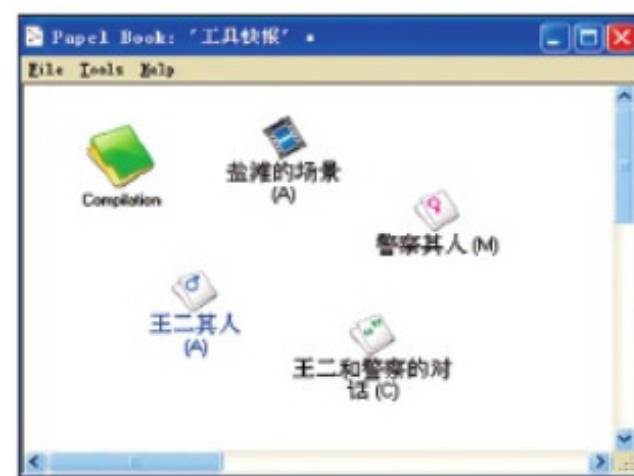 Papel Book: '工具快报' *
File Tools Help
Compilation
盐滩的场景
(A)
警察其人 (M)
王二其人
(A)
王二和警察的对
话 (C)